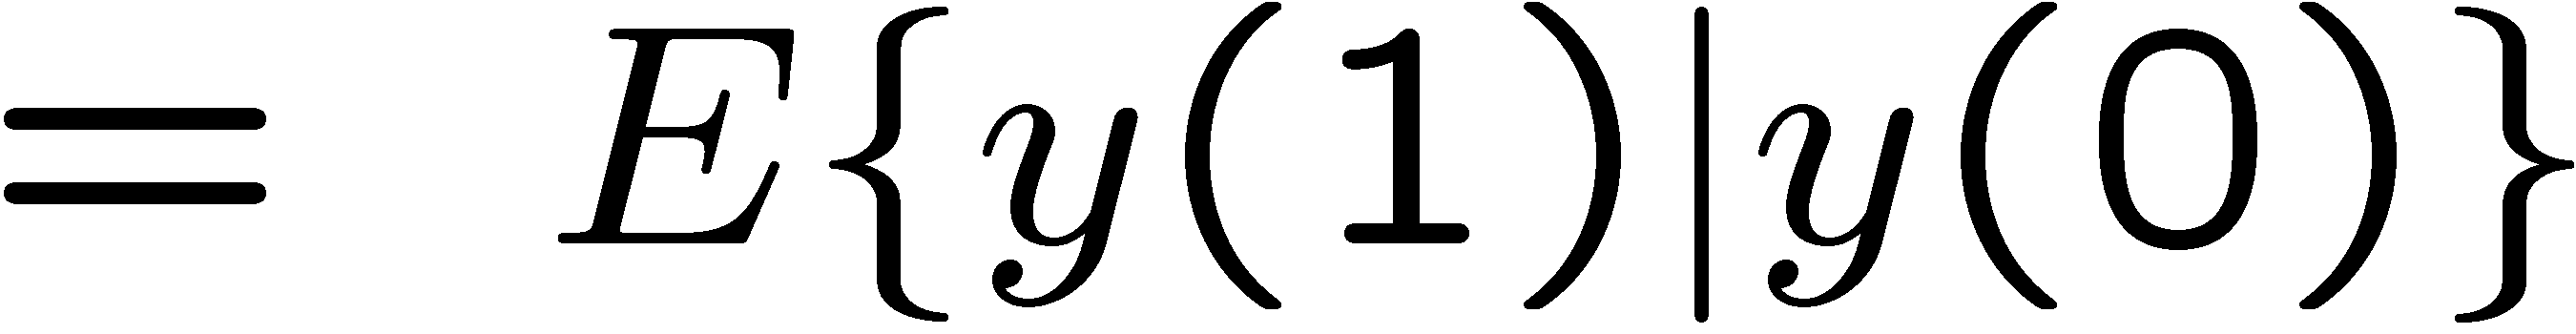 = E{y(1)|y(0)}